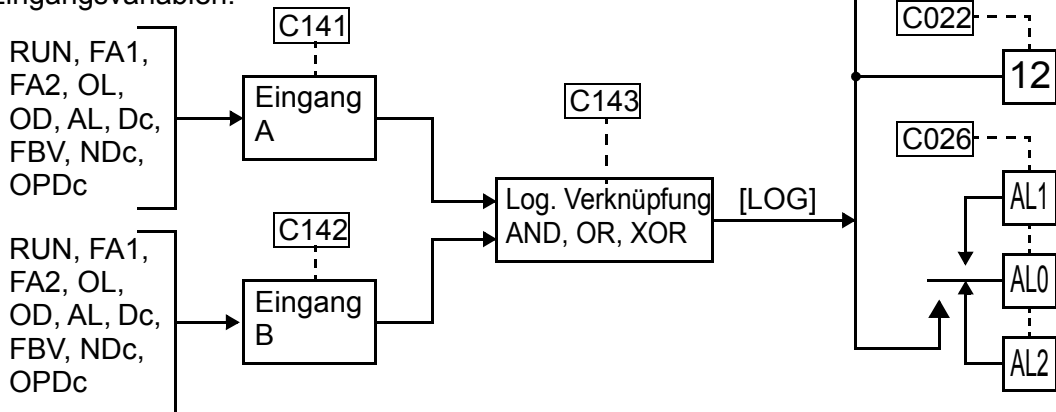 Eingangsvariablen.
C141
RUN, FA1,
FA2, OL,
OD, AL, Dc,
FBV, NDc,
OPDc
Eingang
A
C142
RUN, FA1,
FA2, OL,
OD, AL, Dc,
FBV, NDc,
OPDc
Eingang
B
C143
Log. Verknüpfung
AND, OR, XOR
[LOG]
C022
12
C026
AL1
AL0
AL2